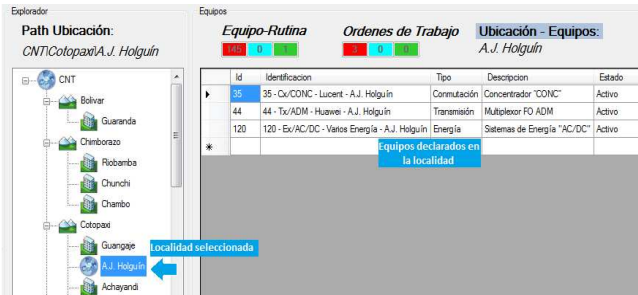 Explorador
Path Ubicación:
CNT\Cotopaxi\A.J. Holguín
CNT
Bolivar
Guaranda
Chimborazo
Riobamba
Chunchi
Chambo
Cotopaxi
Guangaje
A.J. Holguín
Achayandi
Localidad seleccionada
Equipos
Equipo-Rutina
145 0 1
Ordenes de Trabajo
3 0 0
Ubicación - Equipos:
A.J. Holguín
Id Identificacion Tipo Descripcion Estado
35 35 - Cx/CONC - Lucent - A.J. Holguín Conmutación Concentrador "CONC" Activo
44 44 - Tx/ADM - Huawei - A.J. Holguín Transmisión Multiplexor FO ADM Activo
120 120 - Ex/AC/DC - Varios Energía - A.J. Holguín Energía Sistemas de Energía "AC/DC" Activo
Equipos declarados en
la localidad